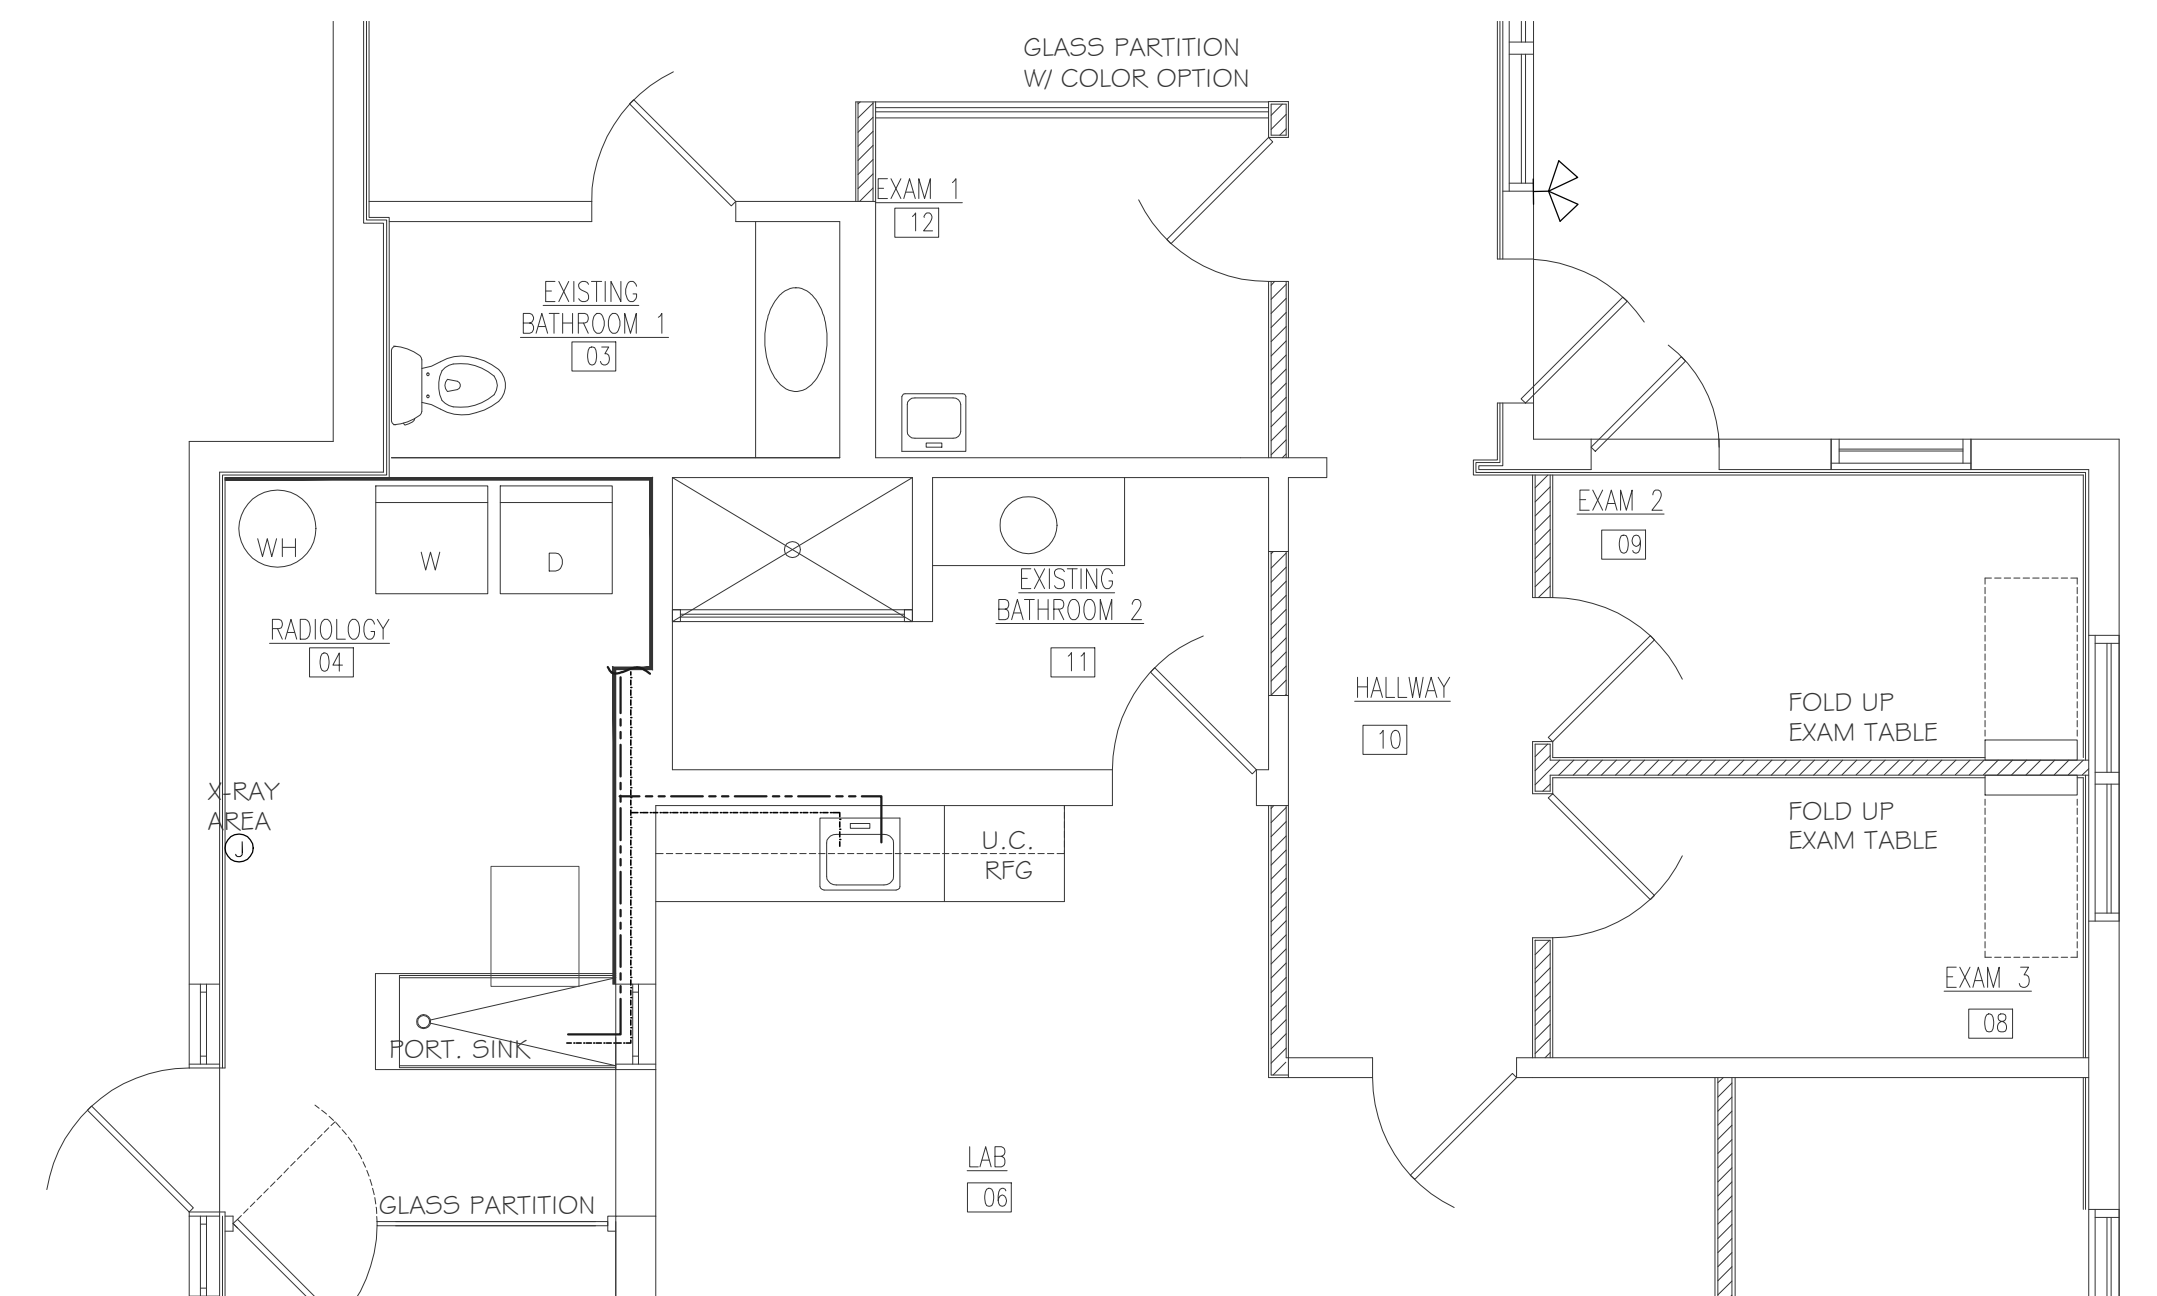 GLASS PARTITION
W/ COLOR OPTION
EXAM 1
12
EXISTING
BATHROOM 1
03
WH
W
D
RADIOLOGY
04
EXISTING
BATHROOM 2
11
EXAM 2
09
HALLWAY
10
FOLD UP
EXAM TABLE
X-RAY
AREA
J
U.C.
RFG
FOLD UP
EXAM TABLE
EXAM 3
08
PORT. SINK
LAB
06
GLASS PARTITION